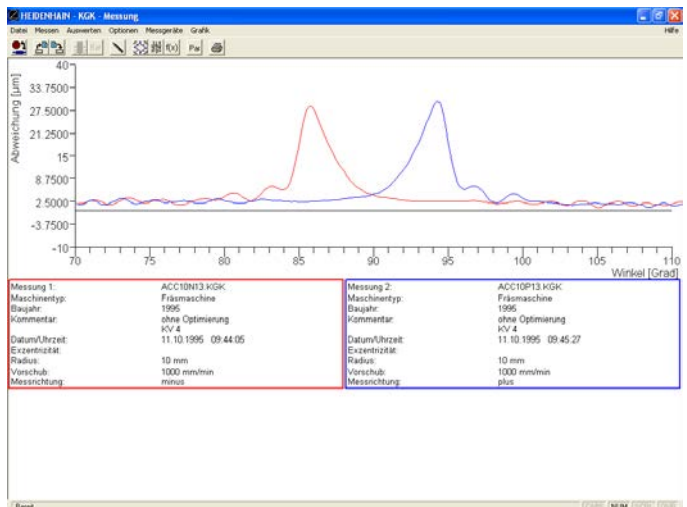 HEIDENHAIN - KGK - Messung
Datei Messen Auswerten Optionen Messgeräte Grafik Hilfe
f(x) Par
Abweichung [µm]
40
33.7500
27.5000
21.2500
15
8.7500
2.5000
-3.7500
-10
70 75 80 85 90 95 100 105 110
Winkel [Grad]
Messung 1: ACC10N13.KGK
Maschinentyp: Fräsmaschine
Baujahr: 1995
Kommentar: ohne Optimierung
KV 4
Datum/Uhrzeit: 11.10.1995 09:44:05
Exzentrizität:
Radius: 10 mm
Vorschub: 1000 mm/min
Messrichtung: minus
Messung 2: ACC10P13.KGK
Maschinentyp: Fräsmaschine
Baujahr: 1995
Kommentar: ohne Optimierung
KV 4
Datum/Uhrzeit: 11.10.1995 09:45:27
Exzentrizität:
Radius: 10 mm
Vorschub: 1000 mm/min
Messrichtung: plus
NUM